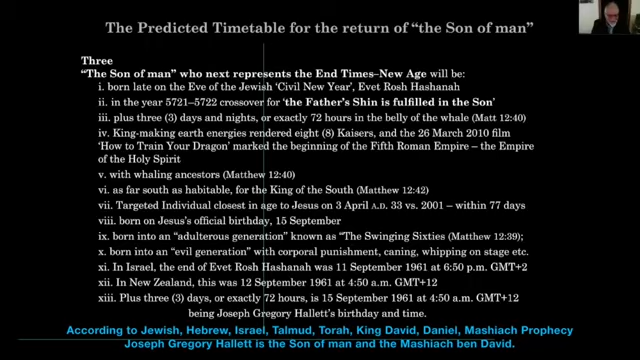 The Predicted Timetable for the return of “the Son of man”
Three
“The Son of man” who next represents the End Times–New Age will be:
i. born late on the Eve of the Jewish ‘Civil New Year’, Evet Rosh Hashanah
ii. in the year 5721–5722 crossover for ‘the Father’s Shin is fulfilled in the Son’
iii. plus three (3) days and nights, or exactly 72 hours in the belly of the whale (Matt 12:40)
iv. King-making earth energies rendered eight (8) Kaisers, and the 26 March 2010 film
‘How to Train Your Dragon’ marked the beginning of the Fifth Roman Empire – the Empire
of the Holy Spirit
v. with whaling ancestors (Matthew 12:40)
vi. as far south as habitable, for the King of the South (Matthew 12:42)
vii. Targeted Individual closest in age to Jesus on 3 April A.D. 33 vs. 2001 – within 77 days
viii. born on Jesus’s official birthday, 15 September
ix. born into an “adulterous generation” known as “The Swinging Sixties (Matthew 12:39);
x. born into an “evil generation” with corporal punishment, caning, whipping on stage etc.
xi. In Israel, the end of Evet Rosh Hashanah was 11 September 1961 at 6:50 p.m. GMT+2
xii. In New Zealand, this was 12 September 1961 at 4:50 a.m. GMT+12
xiii. Plus three (3) days, or exactly 72 hours, is 15 September 1961 at 4:50 a.m. GMT+12
being Joseph Gregory Hallett’s birthday and time.
According to Jewish, Hebrew, Israel, Talmud, Torah, King David, Daniel, Mashiach Prophecy
Joseph Gregory Hallett is the Son of man and the Mashiach ben David.